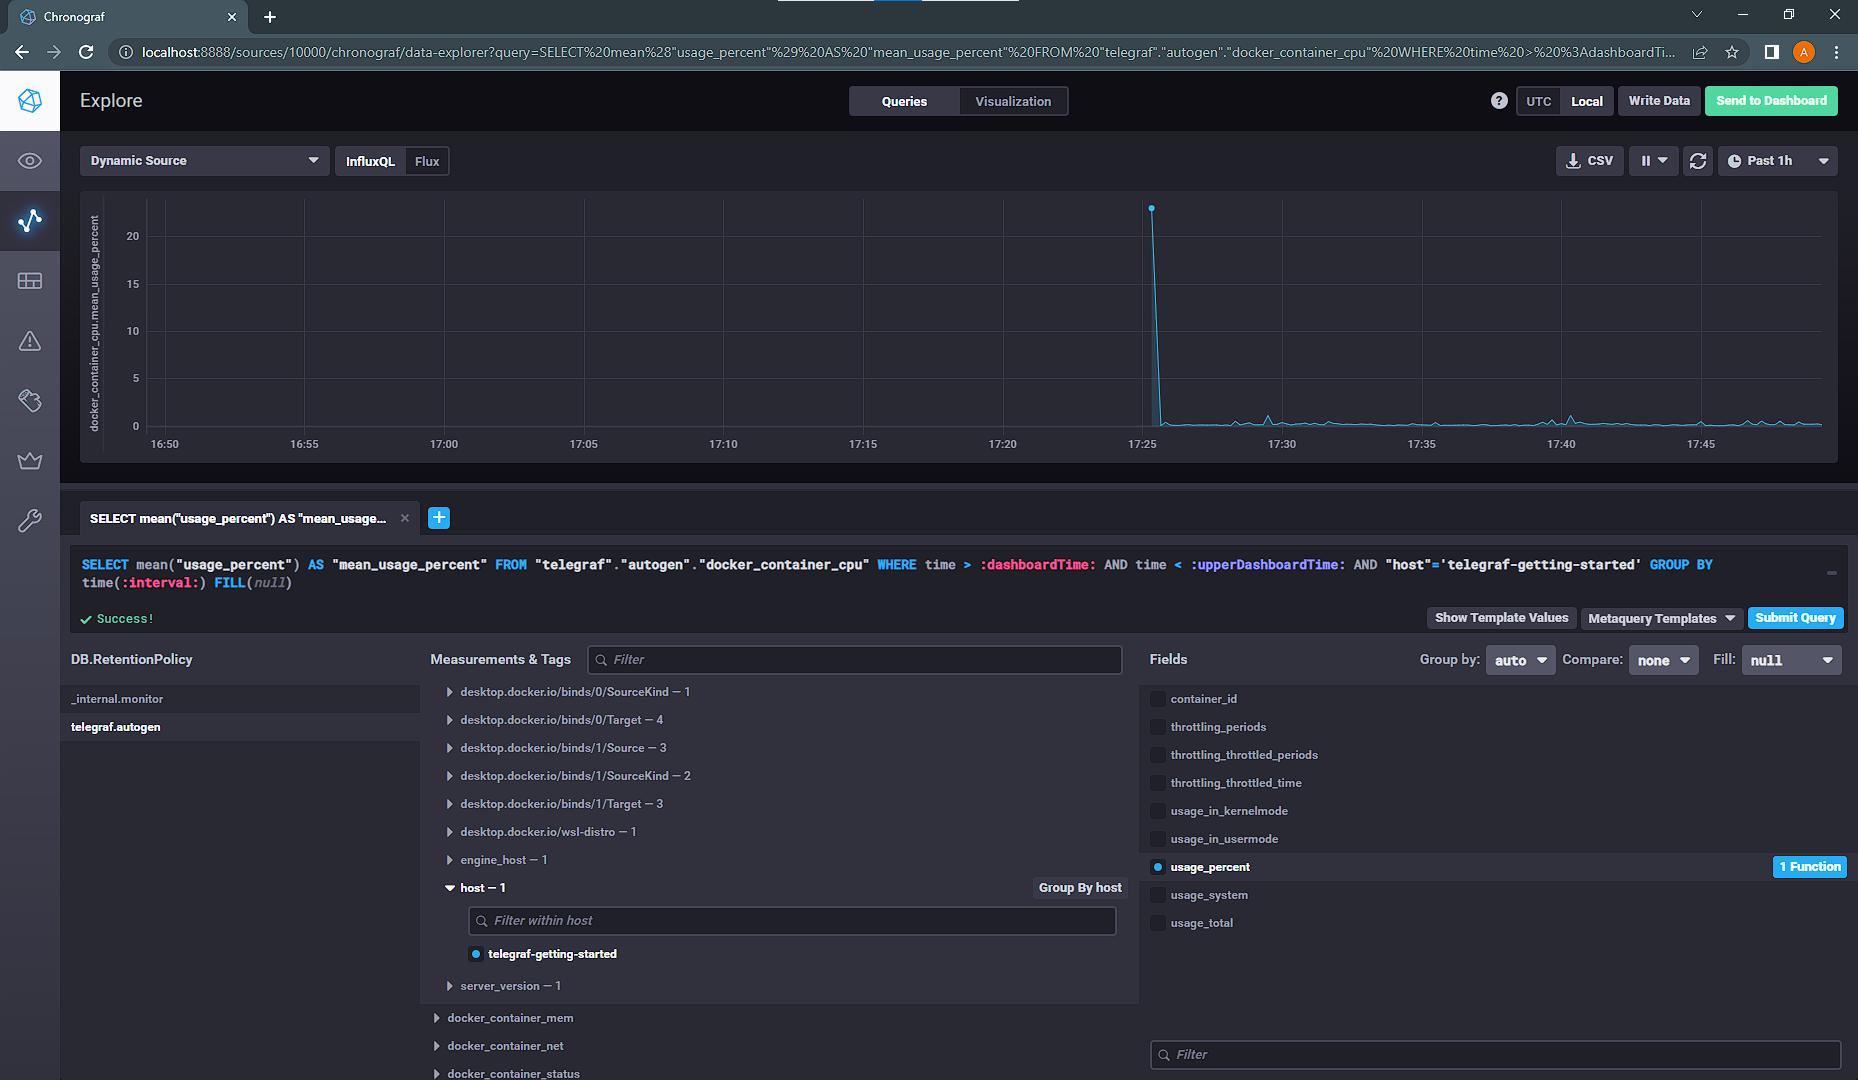 Chronograf
localhost:8888/sources/10000/chronograf/data-explorer?query=SELECT%20mean%28"usage_percent"%29%20AS%20"mean_usage_percent"%20FROM%20"telegraf"."autogen"."docker_container_cpu"%20WHERE%20time%20>%20%3AdashboardTi...
A
Explore
Queries
Visualization
?
UTC
Local
Write Data
Send to Dashboard
Dynamic Source
InfluxQL
Flux
CSV
Past 1h
docker_container_cpu.mean_usage_percent
20
15
10
5
0
16:50 16:55 17:00 17:05 17:10 17:15 17:20 17:25 17:30 17:35 17:40 17:45
SELECT mean("usage_percent") AS "mean_usage...
SELECT mean("usage_percent") AS "mean_usage_percent" FROM "telegraf"."autogen"."docker_container_cpu" WHERE time > :dashboardTime: AND time < :upperDashboardTime: AND "host"='telegraf-getting-started' GROUP BY
time(:interval:) FILL(null)
Success!
Show Template Values
Metaquery Templates
Submit Query
DB.RetentionPolicy
_internal.monitor
telegraf.autogen
Measurements & Tags
Filter
desktop.docker.io/binds/0/SourceKind — 1
desktop.docker.io/binds/0/Target — 4
desktop.docker.io/binds/1/Source — 3
desktop.docker.io/binds/1/SourceKind — 2
desktop.docker.io/binds/1/Target — 3
desktop.docker.io/wsl-distro — 1
engine_host — 1
host — 1
Group By host
Filter within host
telegraf-getting-started
server_version — 1
docker_container_mem
docker_container_net
docker_container_status
Fields
Group by: auto
Compare: none
Fill: null
container_id
throttling_periods
throttling_throttled_periods
throttling_throttled_time
usage_in_kernelmode
usage_in_usermode
usage_percent
1 Function
usage_system
usage_total
Filter